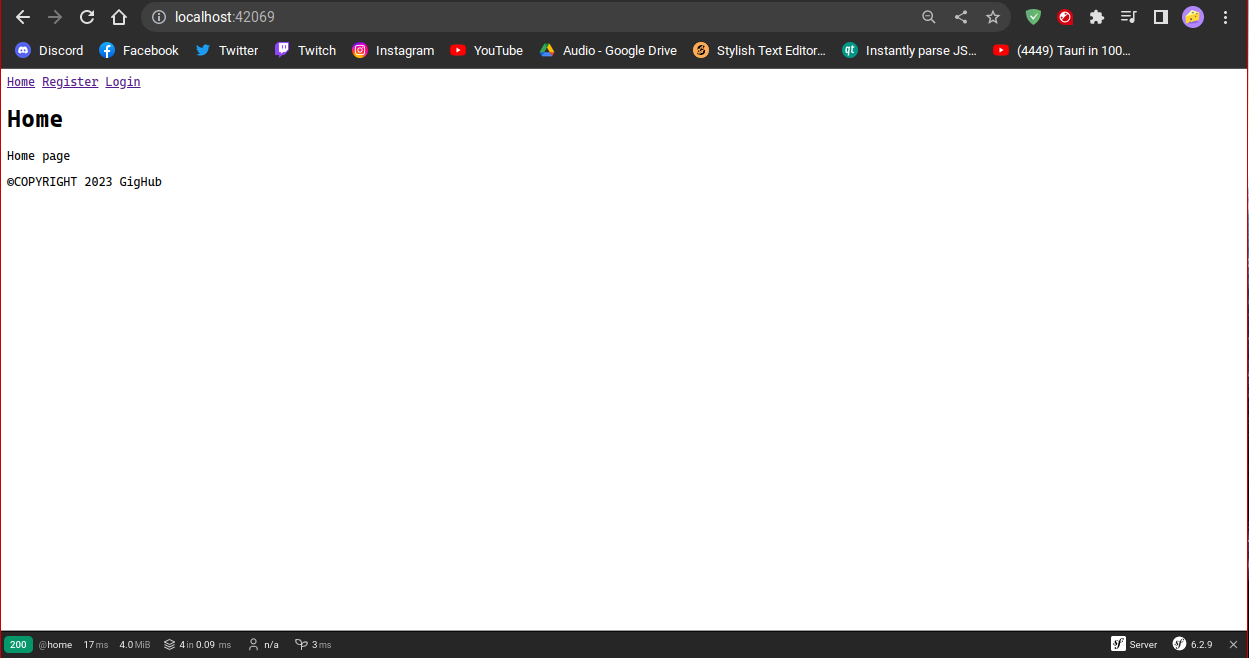 localhost:42069
Discord Facebook Twitter Twitch Instagram YouTube Audio - Google Drive Stylish Text Editor... Instantly parse JS... (4449) Tauri in 100...
Home Register Login
Home
Home page
©COPYRIGHT 2023 GigHub
200 @home 17 ms 4.0 MiB 4 in 0.09 ms n/a 3 ms sf Server sf 6.2.9